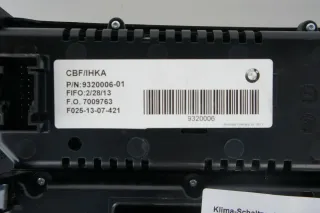 CBF/IHKA
P/N:9320006-01
FIFO:2/28/13
F.O. 7009763
F025-13-07-421
9320006
Klima-Schalt